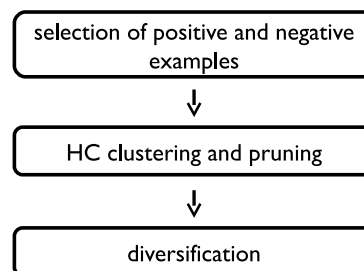 selection of positive and negative
examples
HC clustering and pruning
diversification